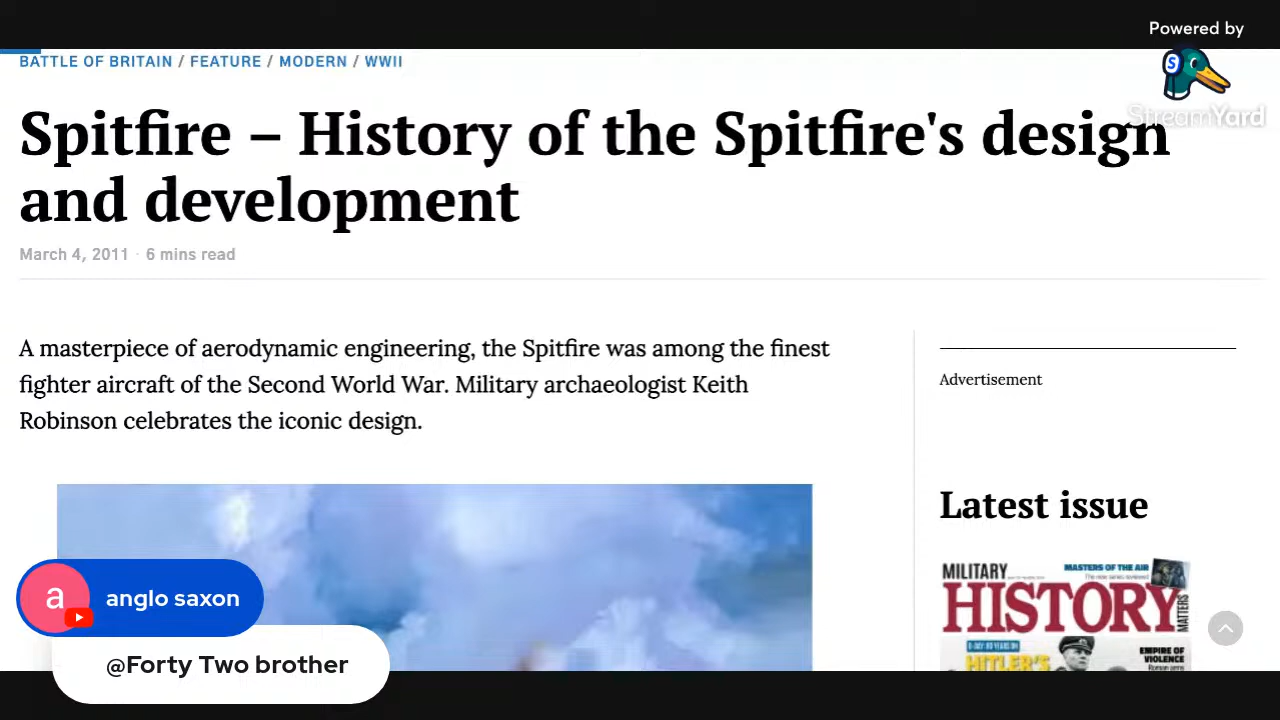 Powered by
StreamYard
BATTLE OF BRITAIN / FEATURE / MODERN / WWII
Spitfire – History of the Spitfire's design
and development
March 4, 2011 · 6 mins read
A masterpiece of aerodynamic engineering, the Spitfire was among the finest
fighter aircraft of the Second World War. Military archaeologist Keith
Robinson celebrates the iconic design.
Advertisement
Latest issue
MILITARY
MASTERS OF THE AIR
HISTORY
MATTERS
HITLER'S
EMPIRE OF
VIOLENCE
a
anglo saxon
@Forty Two brother